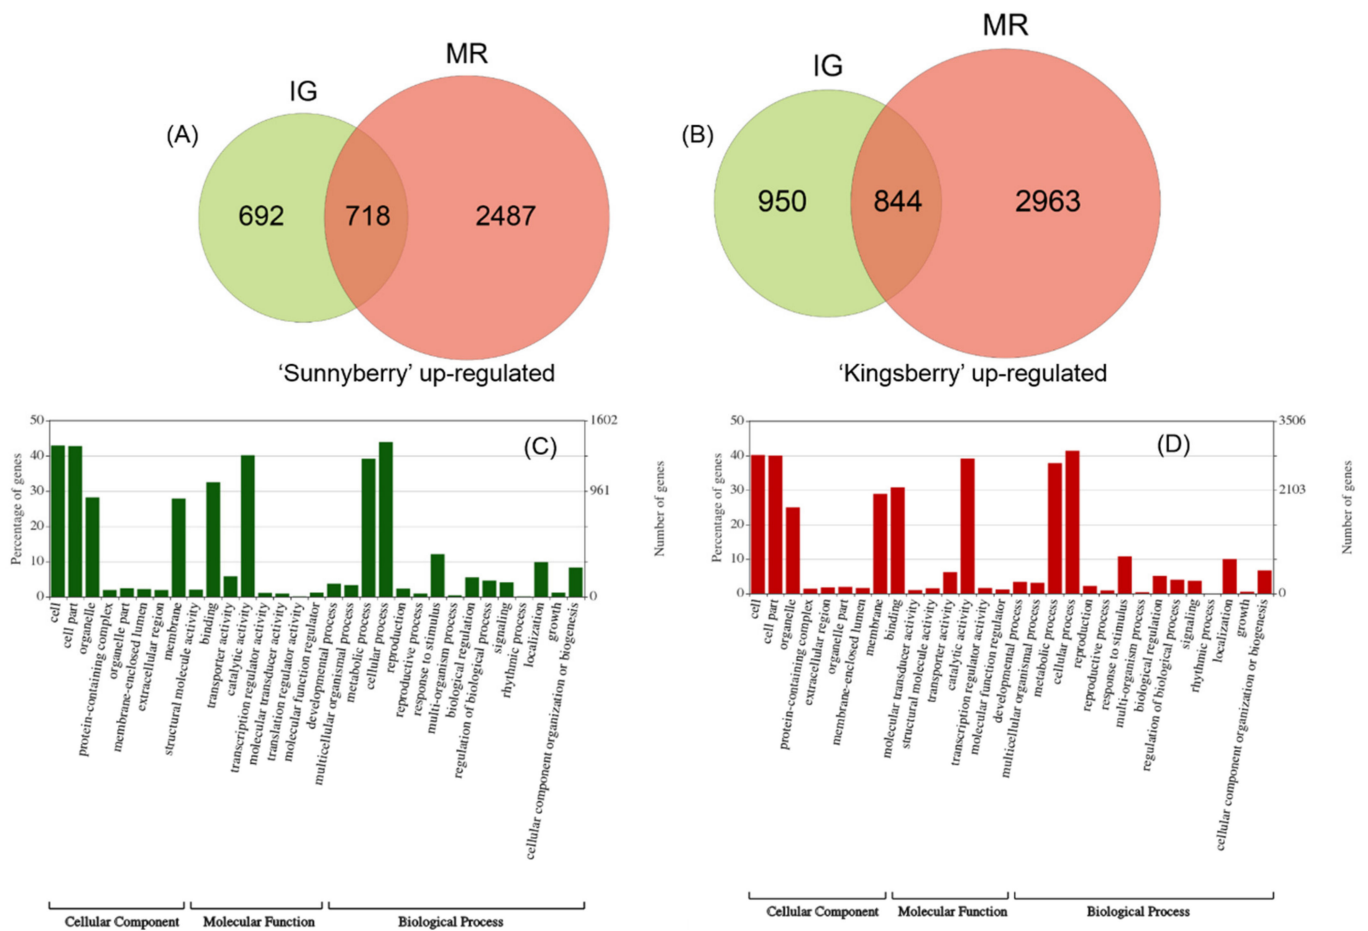 MR
IG
(A)
692
718
2487
'Sunnyberry' up-regulated
MR
IG
(B)
950
844
2963
'Kingsberry' up-regulated
(C)
Percentage of genes
50
40
30
20
10
0
1602
961
0
Number of genes
cell
cell part
organelle
protein-containing complex
organelle part
membrane-enclosed lumen
extracellular region
membrane
structural molecule activity
binding
transporter activity
catalytic activity
transcription regulator activity
molecular transducer activity
translation regulator activity
molecular function regulator
developmental process
multicellular organismal process
metabolic process
cellular process
reproduction
reproductive process
response to stimulus
multi-organism process
biological regulation
regulation of biological process
signaling
rhythmic process
localization
growth
cellular component organization or biogenesis
Cellular Component
Molecular Function
Biological Process
(D)
Percentage of genes
50
40
30
20
10
0
3506
2103
0
Number of genes
cell
cell part
organelle
protein-containing complex
extracellular region
organelle part
membrane-enclosed lumen
membrane
binding
molecular transducer activity
structural molecule activity
transporter activity
catalytic activity
transcription regulator activity
molecular function regulator
developmental process
multicellular organismal process
metabolic process
cellular process
reproduction
reproductive process
response to stimulus
multi-organism process
biological regulation
regulation of biological process
signaling
rhythmic process
localization
growth
cellular component organization or biogenesis
Cellular Component
Molecular Function
Biological Process